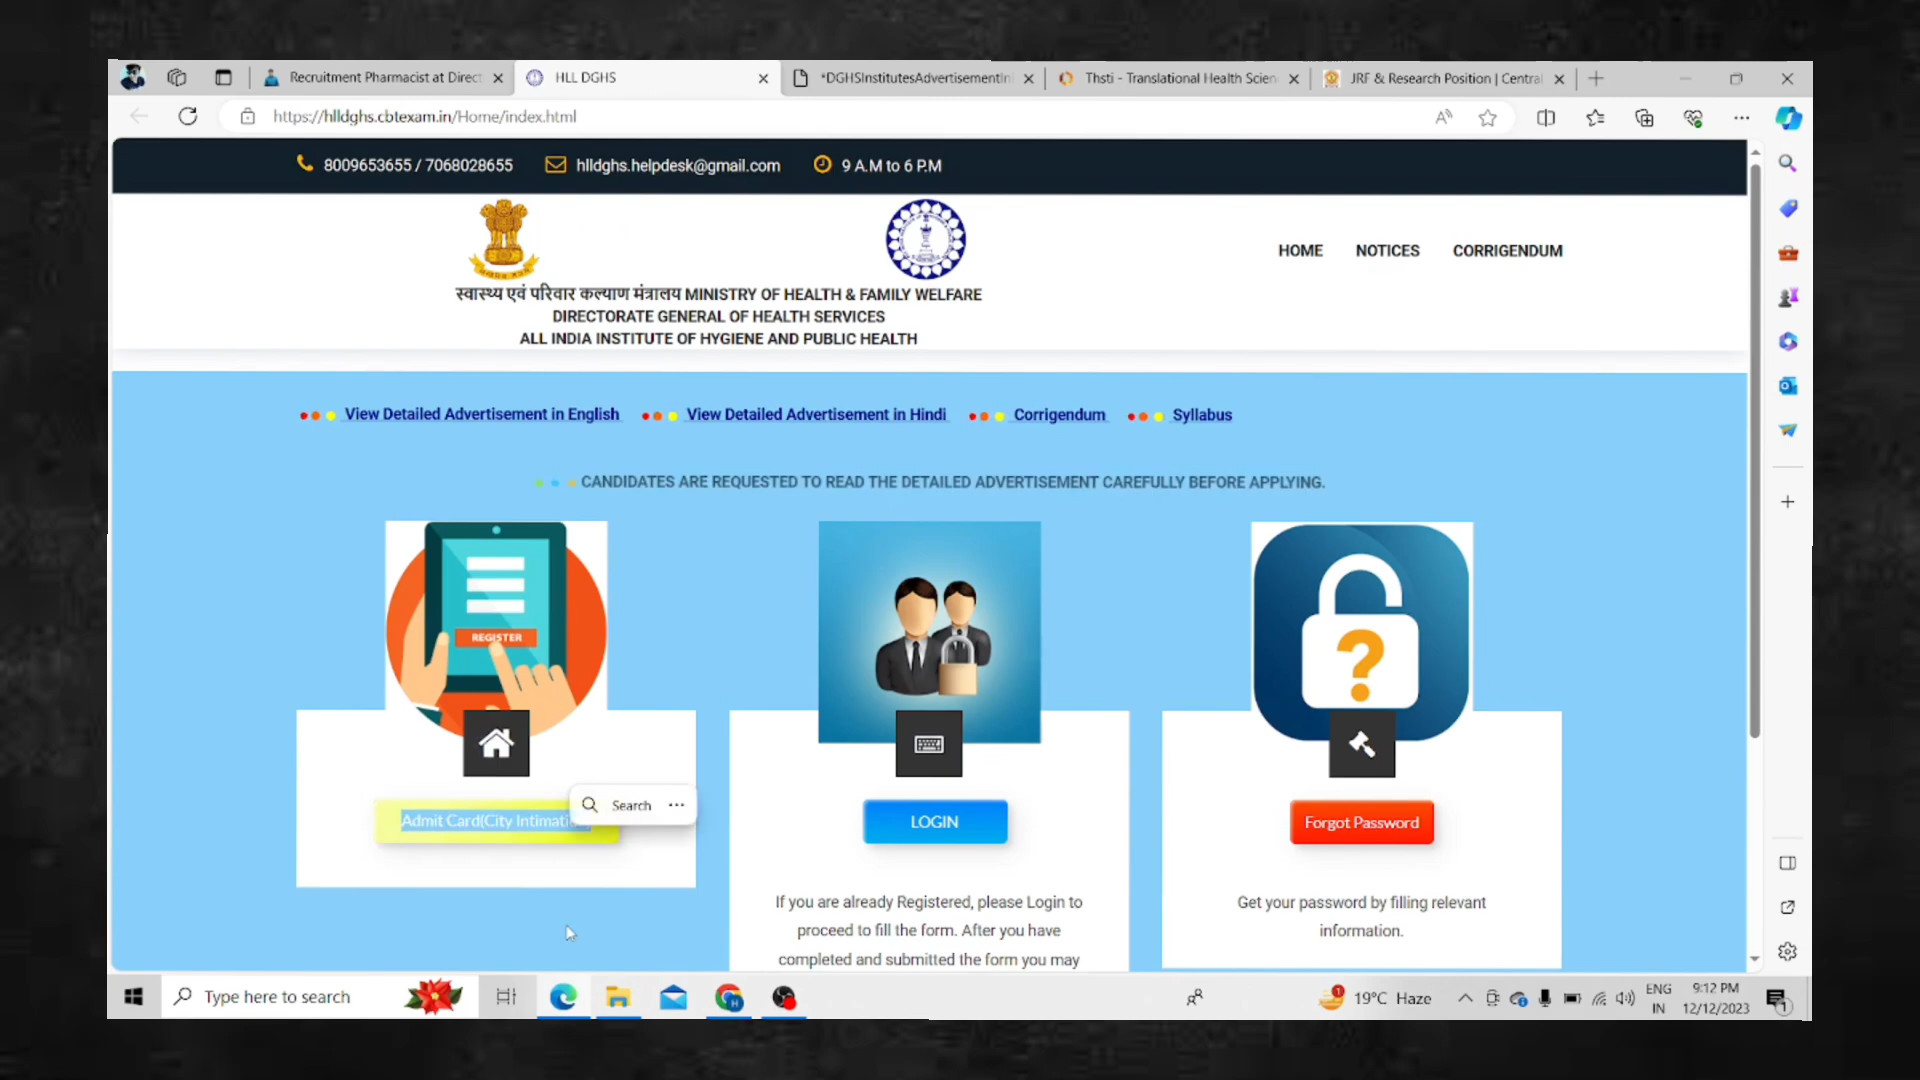 Recruitment Pharmacist at Direct
HLL DGHS
*DGHSInstitutesAdvertisementIn
Thsti - Translational Health Scien
JRF & Research Position | Central
https://hlldghs.cbtexam.in/Home/index.html
8009653655 / 7068028655
hlldghs.helpdesk@gmail.com
9 A.M to 6 P.M
HOME
NOTICES
CORRIGENDUM
स्वास्थ्य एवं परिवार कल्याण मंत्रालय MINISTRY OF HEALTH & FAMILY WELFARE
DIRECTORATE GENERAL OF HEALTH SERVICES
ALL INDIA INSTITUTE OF HYGIENE AND PUBLIC HEALTH
View Detailed Advertisement in English
View Detailed Advertisement in Hindi
Corrigendum
Syllabus
CANDIDATES ARE REQUESTED TO READ THE DETAILED ADVERTISEMENT CAREFULLY BEFORE APPLYING.
REGISTER
Search
Admit Card(City Intimati
LOGIN
Forgot Password
If you are already Registered, please Login to
proceed to fill the form. After you have
completed and submitted the form you may
Get your password by filling relevant
information.
Type here to search
19°C Haze
ENG
IN
9:12 PM
12/12/2023